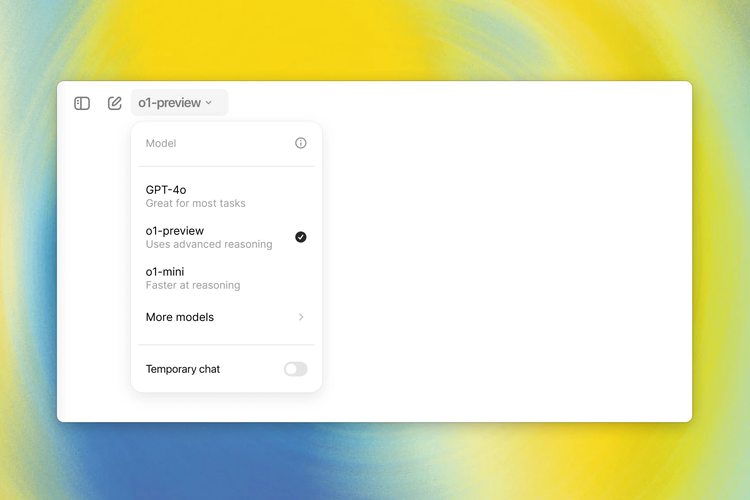 o1-preview
Model
GPT-4o
Great for most tasks
o1-preview
Uses advanced reasoning
o1-mini
Faster at reasoning
More models
Temporary chat